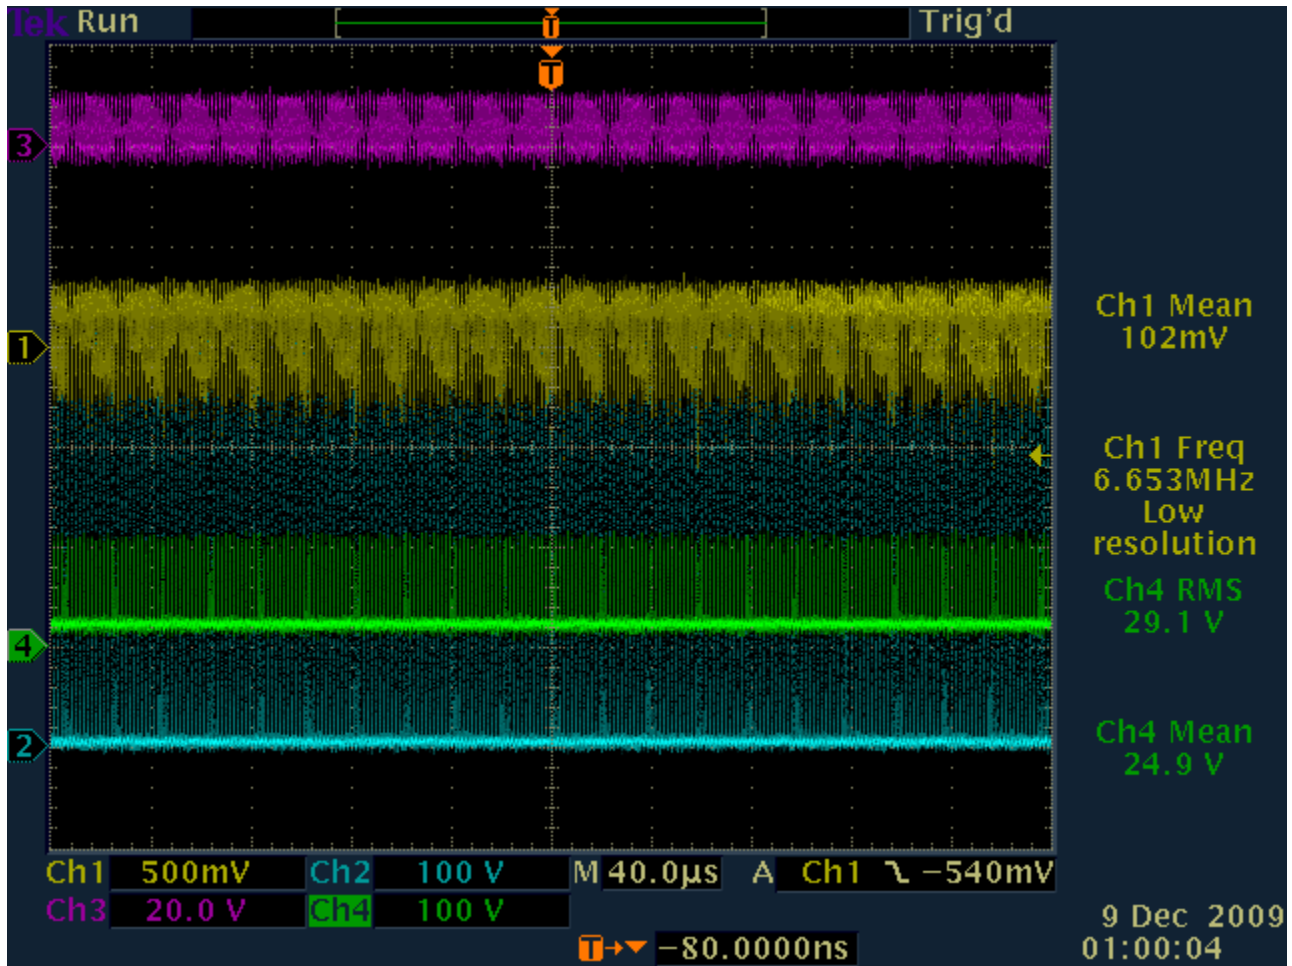 Tek Run Trig'd
T
T
3
1
Ch1 Mean
102mV
Ch1 Freq
6.653MHz
Low
resolution
4
Ch4 RMS
29.1 V
2
Ch4 Mean
24.9 V
Ch1 500mV Ch2 100 V M 40.0µs A Ch1 -540mV
Ch3 20.0 V Ch4 100 V
T -80.0000ns
9 Dec 2009
01:00:04